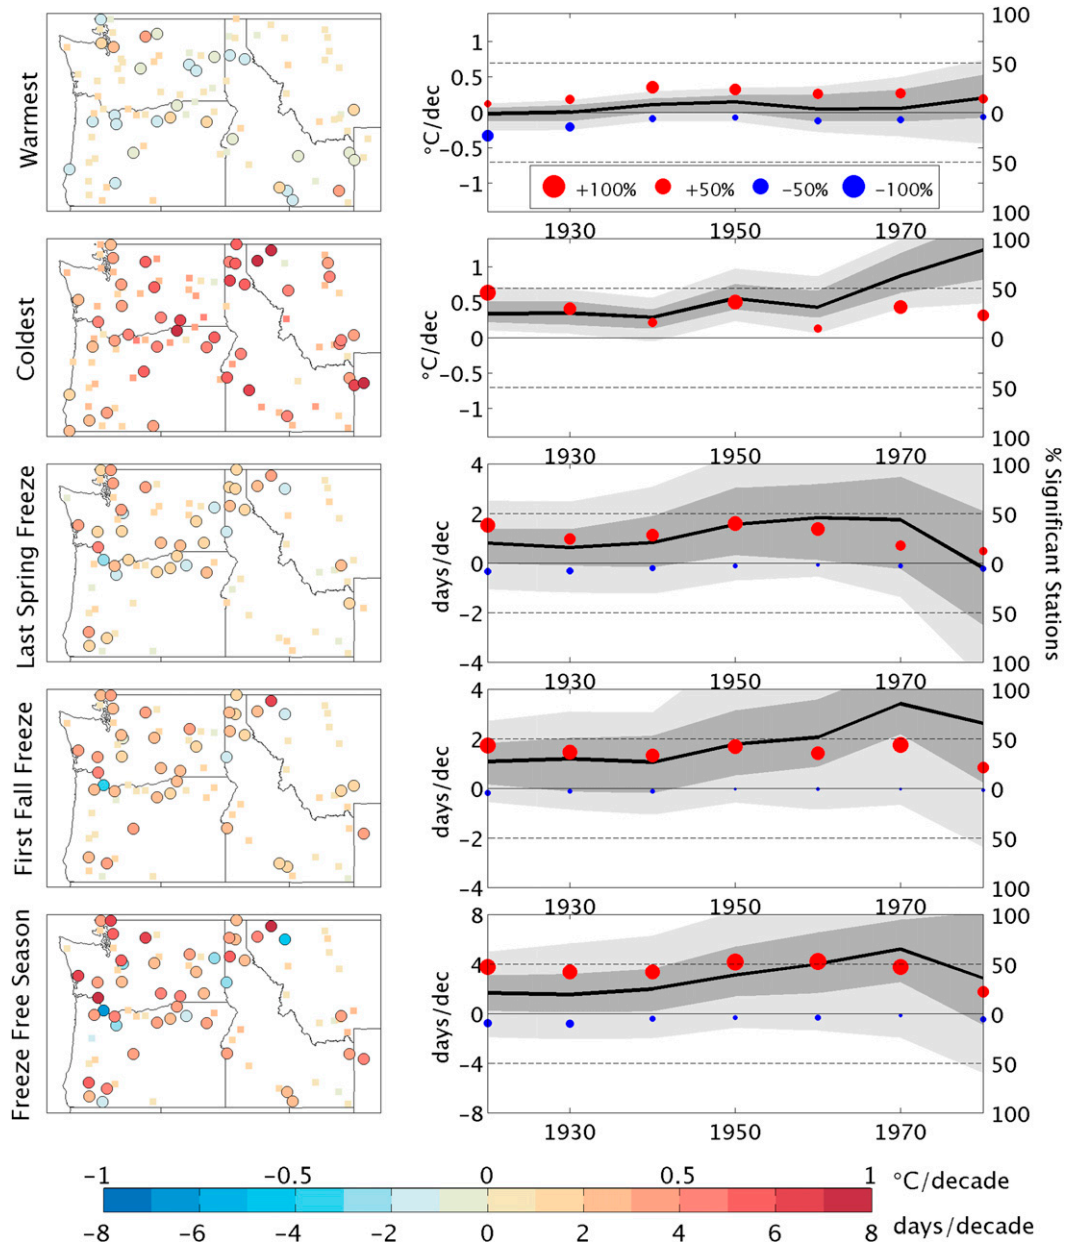 Warmest
°C/dec
1
0.5
0
−0.5
−1
100
50
0
50
100
+100% +50% −50% −100%
1930 1950 1970
Coldest
°C/dec
1
0.5
0
−0.5
−1
100
50
0
50
100
1930 1950 1970
Last Spring Freeze
days/dec
4
2
0
−2
−4
100
50
0
50
100
% Significant Stations
1930 1950 1970
First Fall Freeze
days/dec
4
2
0
−2
−4
100
50
0
50
100
1930 1950 1970
Freeze Free Season
days/dec
8
4
0
−4
−8
100
50
0
50
100
1930 1950 1970
−1 −0.5 0 0.5 1 °C/decade
−8 −6 −4 −2 0 2 4 6 8 days/decade